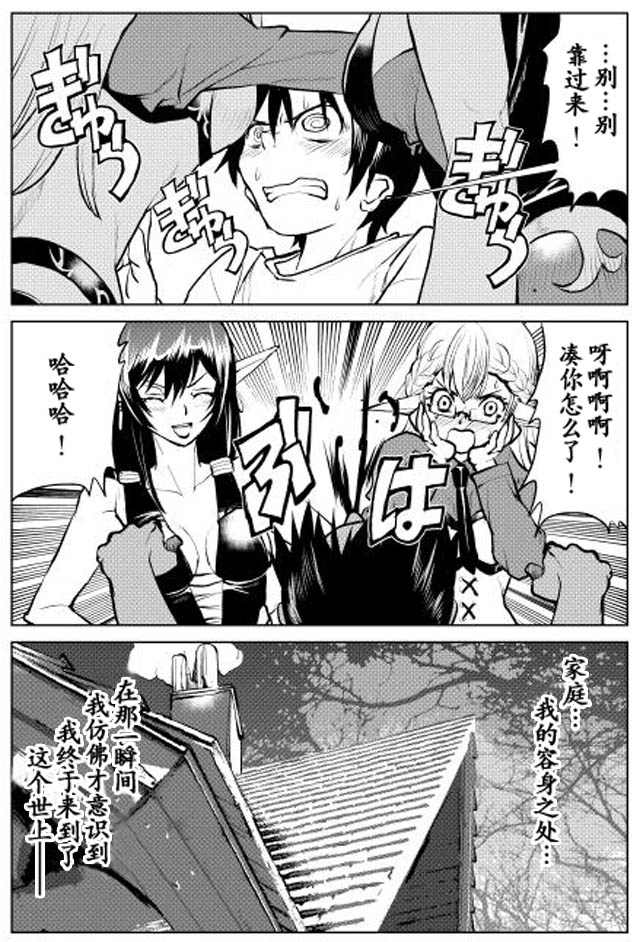 …别…别
靠过来！
ぎゅう
ぎゅう
ぎゅう
呀啊啊啊！
凑你怎么了！
ぶは
哈哈哈！
家庭…
我的容身之处…
在那一瞬间
我仿佛才意识到
我终于来到了
这个世上——